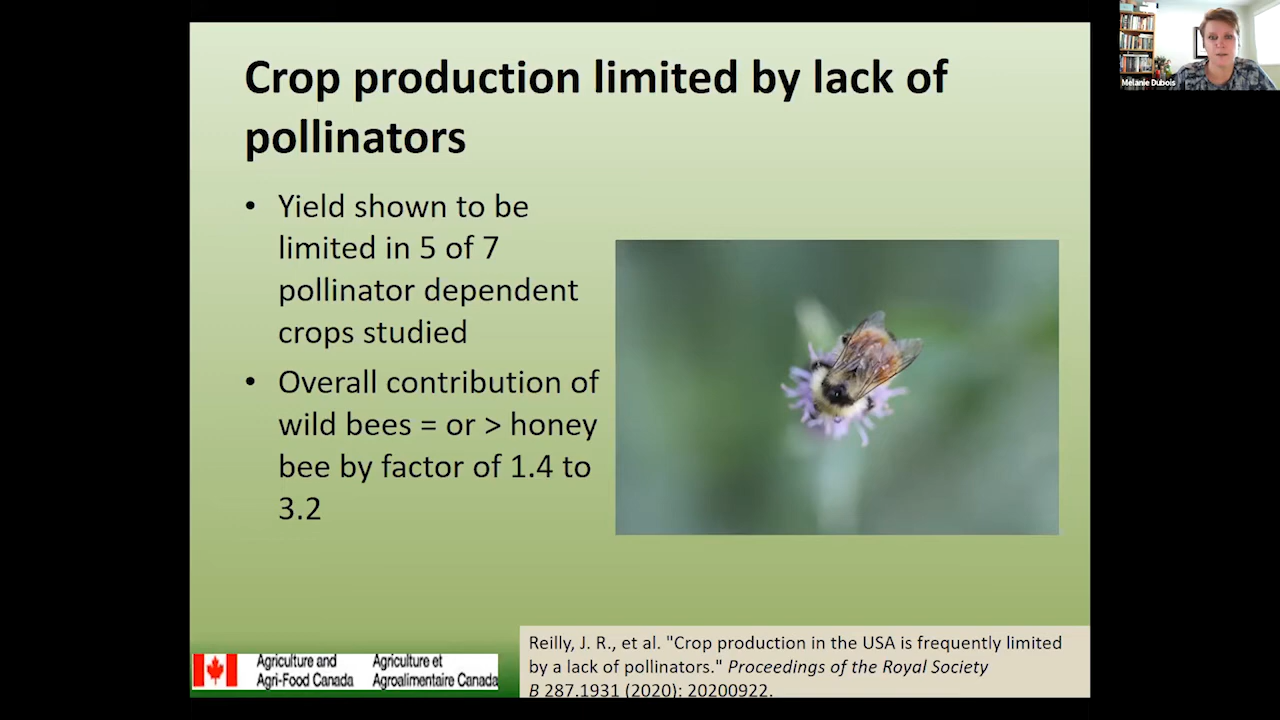 Crop production limited by lack of
pollinators
• Yield shown to be
limited in 5 of 7
pollinator dependent
crops studied
• Overall contribution of
wild bees = or > honey
bee by factor of 1.4 to
3.2
Agriculture and
Agri-Food Canada
Agriculture et
Agroalimentaire Canada
Reilly, J. R., et al. "Crop production in the USA is frequently limited
by a lack of pollinators." Proceedings of the Royal Society
B 287.1931 (2020): 20200922.
Melanie Dubois